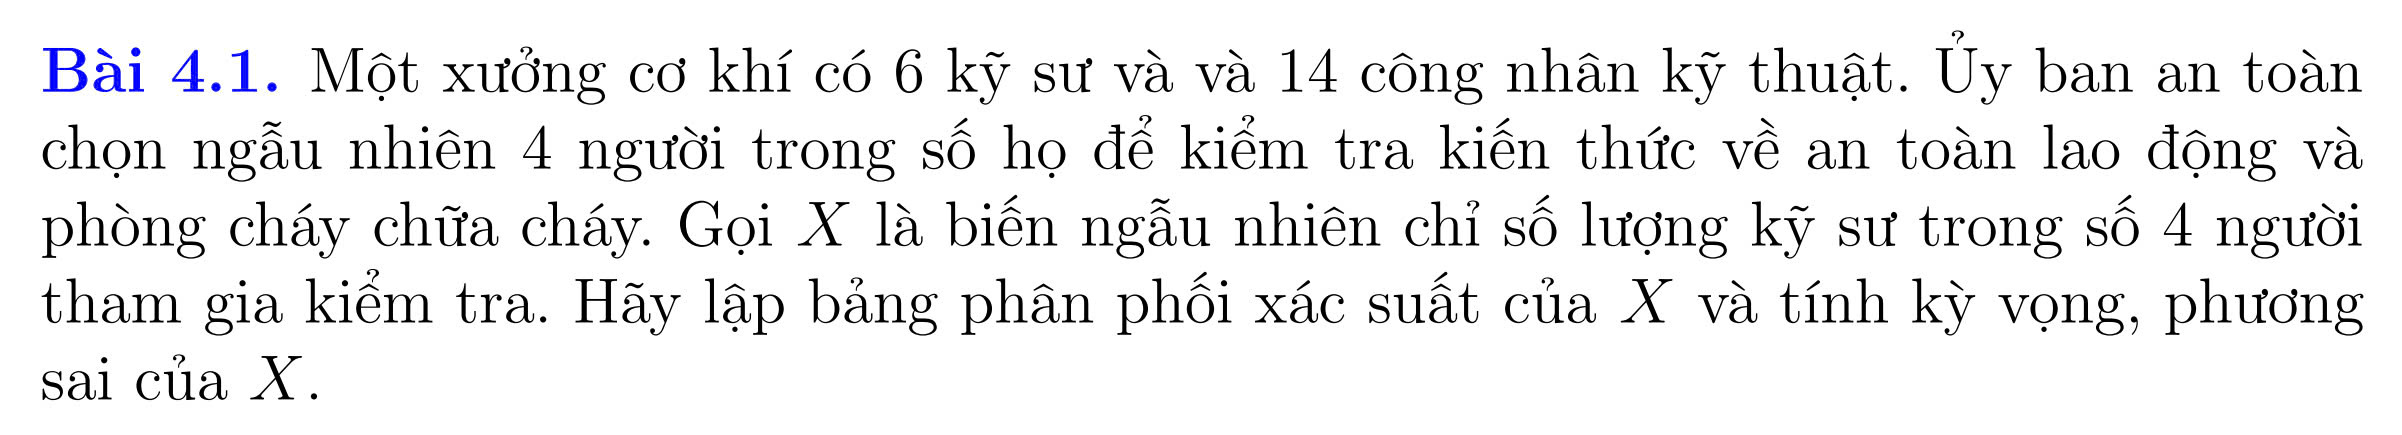 Bài 4.1. Một xưởng cơ khí có 6 kỹ sư và và 14 công nhân kỹ thuật. Ủy ban an toàn
chọn ngẫu nhiên 4 người trong số họ để kiểm tra kiến thức về an toàn lao động và
phòng cháy chữa cháy. Gọi X là biến ngẫu nhiên chỉ số lượng kỹ sư trong số 4 người
tham gia kiểm tra. Hãy lập bảng phân phối xác suất của X và tính kỳ vọng, phương
sai của X.